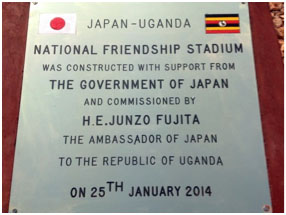 JAPAN-UGANDA
NATIONAL FRIENDSHIP STADIUM
WAS CONSTRUCTED WITH SUPPORT FROM
THE GOVERNMENT OF JAPAN
AND COMMISSIONED BY
H.E.JUNZO FUJITA
THE AMBASSADOR OF JAPAN
TO THE REPUBLIC OF UGANDA
ON 25TH JANUARY 2014